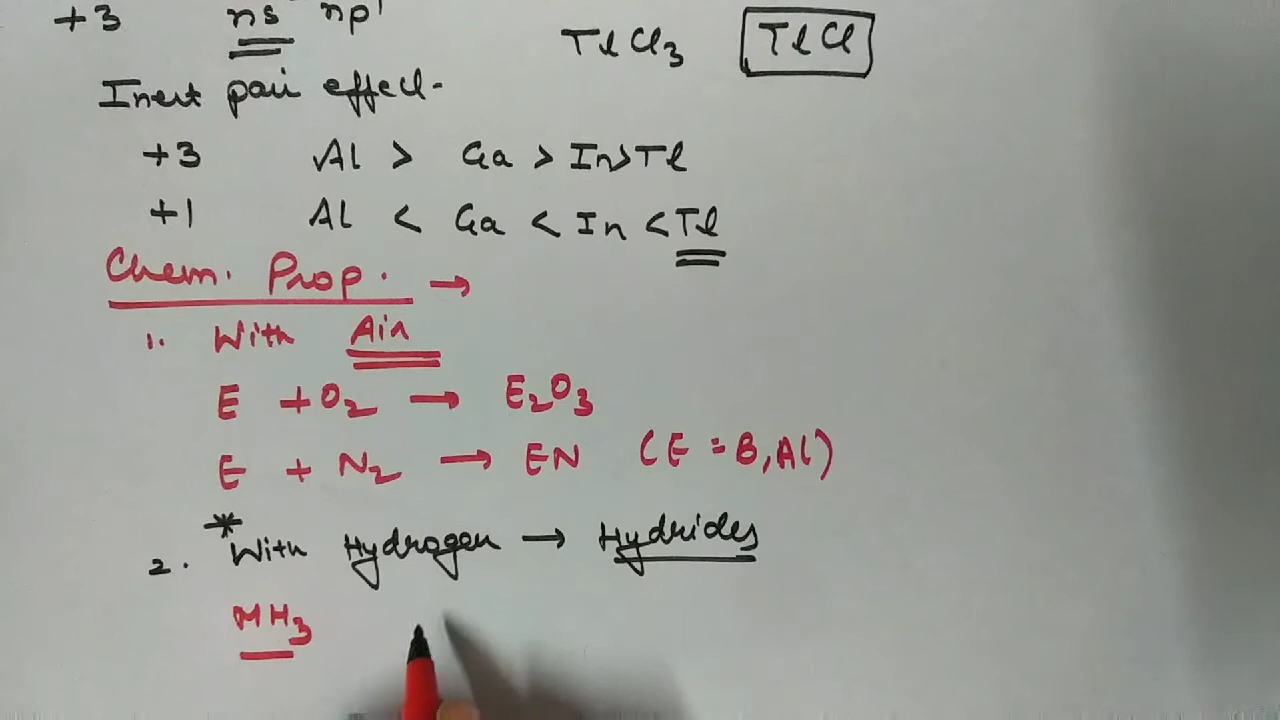 +3 ns² np¹
TlCl₃ TlCl
Inert pair effect-
+3 Al > Ga > In > Tl
+1 Al < Ga < In < Tl
Chem. Prop. →
1. With Air
E + O₂ → E₂O₃
E + N₂ → EN (E = B, Al)
2. *With Hydrogen → Hydrides
MH₃